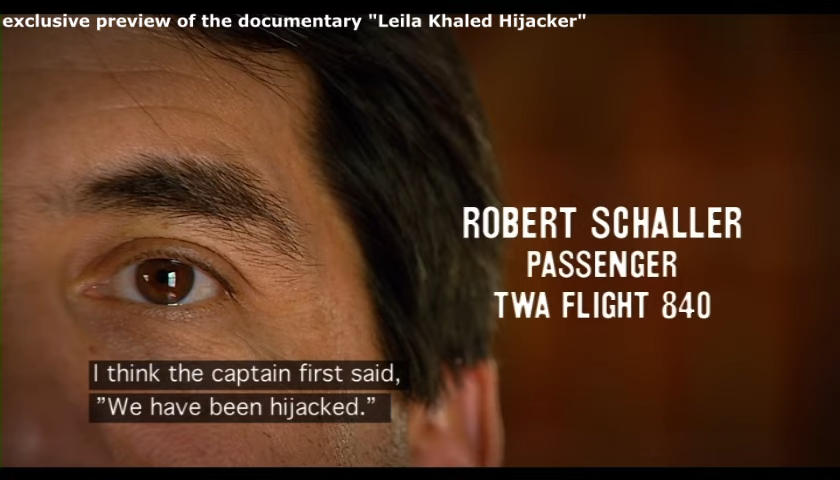 exclusive preview of the documentary "Leila Khaled Hijacker"
ROBERT SCHALLER
PASSENGER
TWA FLIGHT 840
I think the captain first said,
”We have been hijacked.”